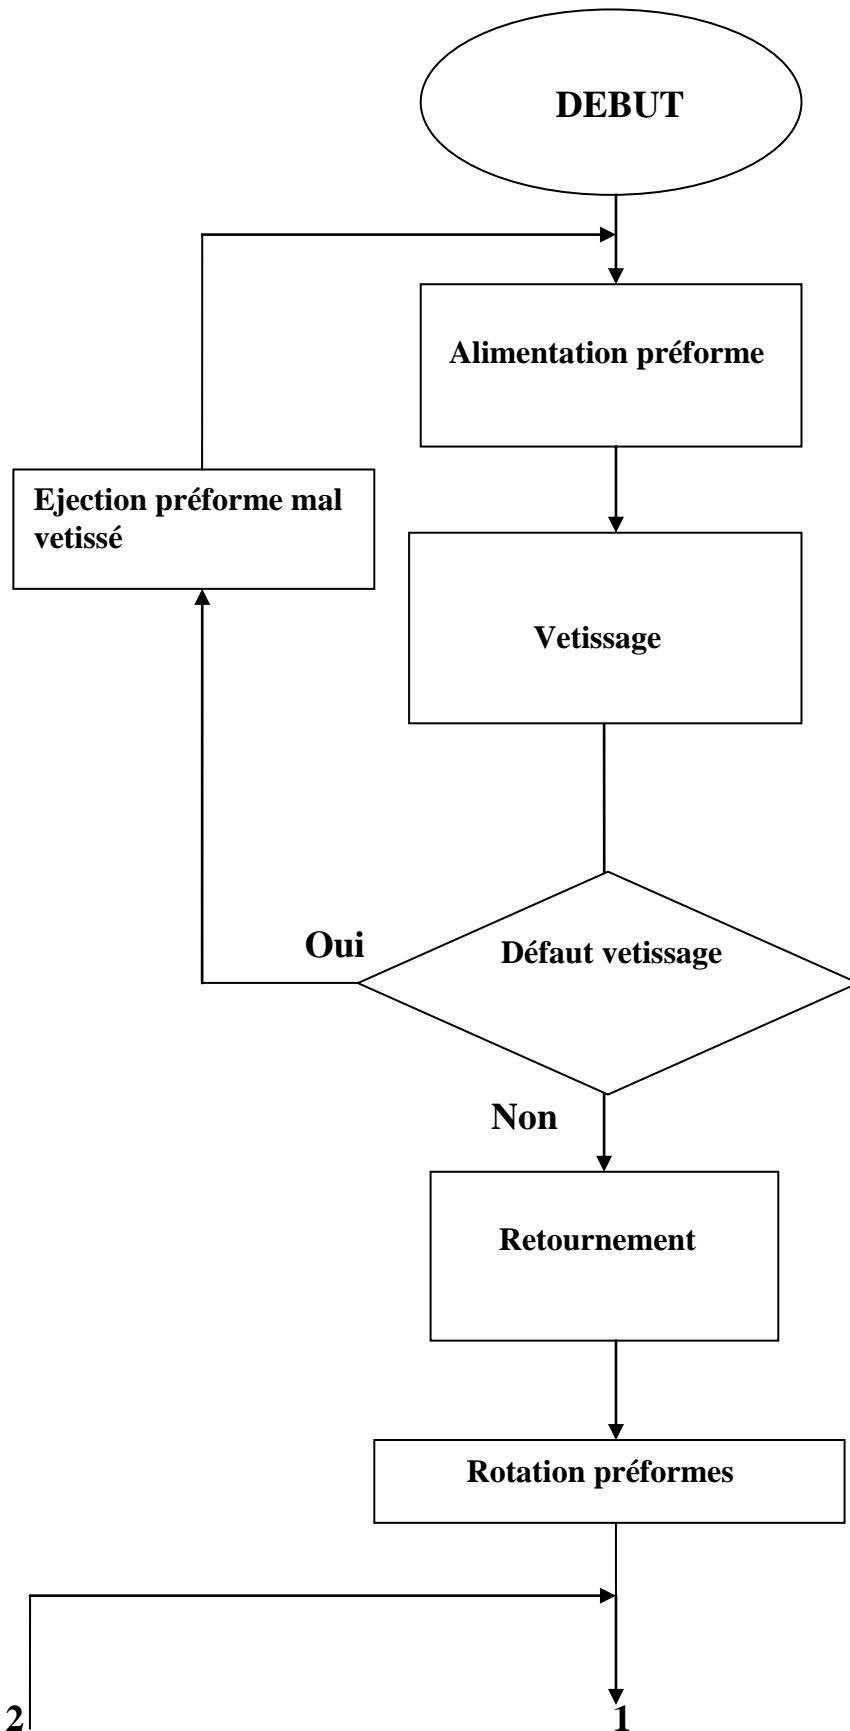 DEBUT
Alimentation préforme
Ejection préforme mal
vetissé
Vetissage
Oui
Défaut vetissage
Non
Retournement
Rotation préformes
2
1